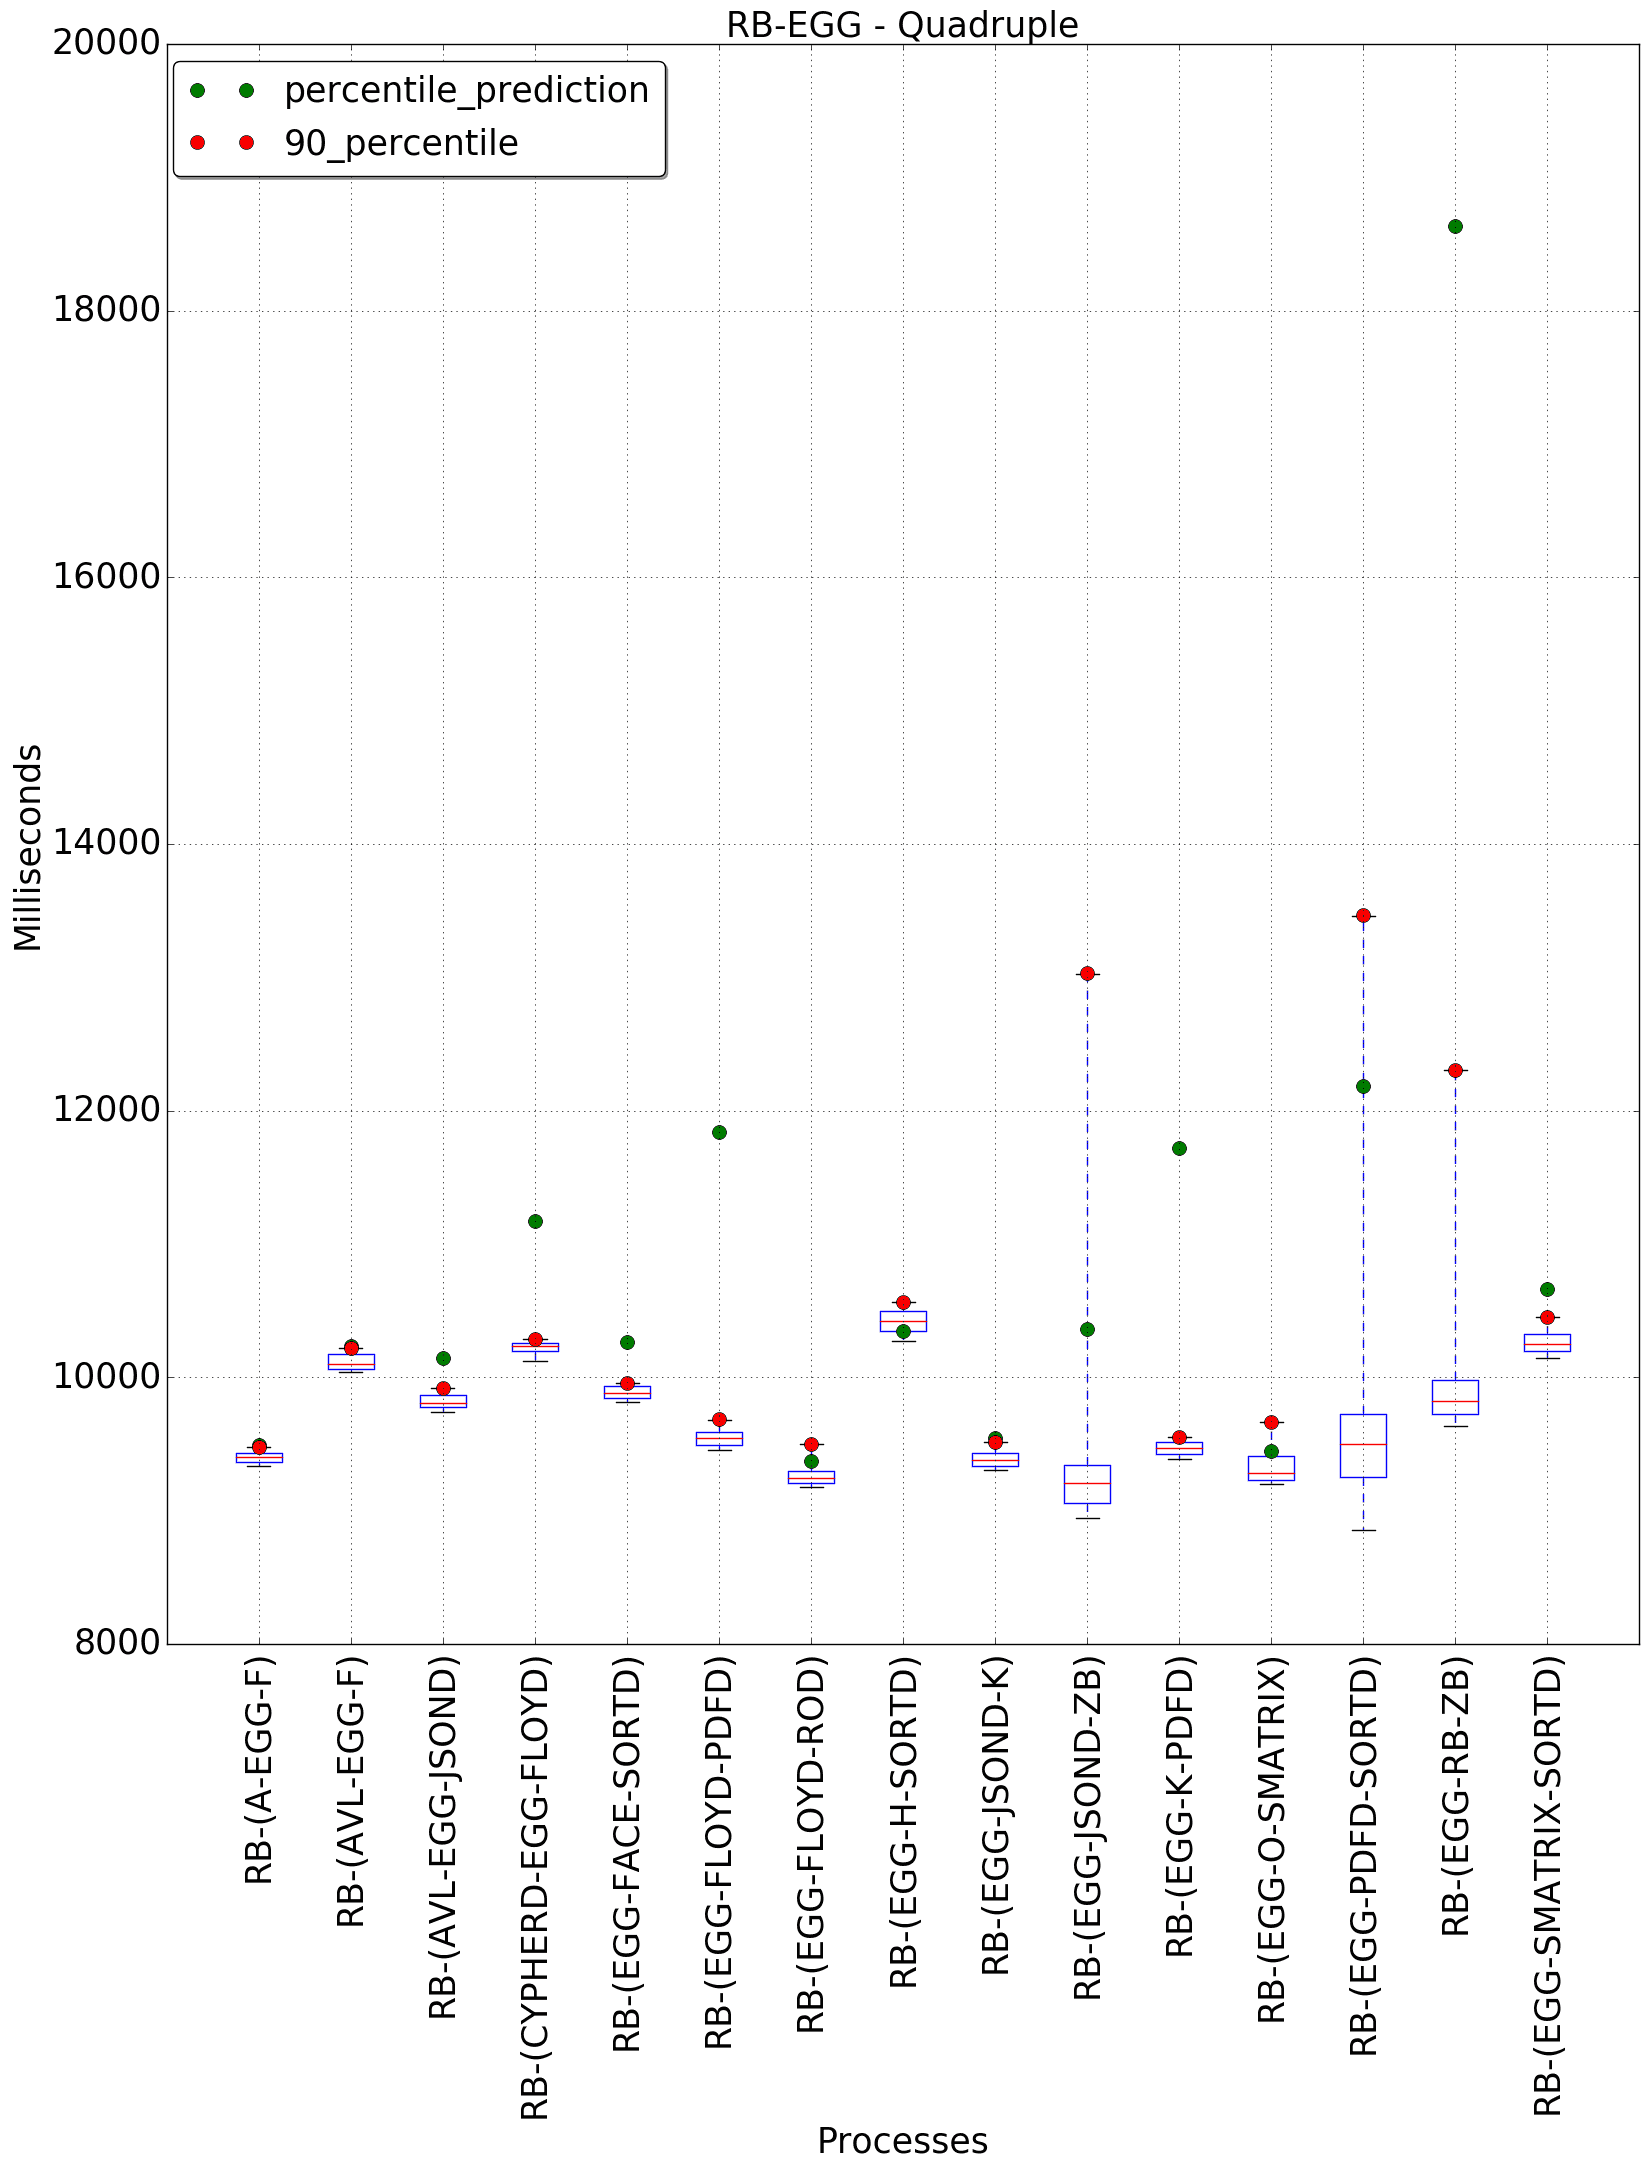 RB-EGG - Quadruple
percentile_prediction
90_percentile
20000
18000
16000
14000
12000
10000
8000
Milliseconds
RB-(A-EGG-F)
RB-(AVL-EGG-F)
RB-(AVL-EGG-JSOND)
RB-(CYPHERD-EGG-FLOYD)
RB-(EGG-FACE-SORTD)
RB-(EGG-FLOYD-PDFD)
RB-(EGG-FLOYD-ROD)
RB-(EGG-H-SORTD)
RB-(EGG-JSOND-K)
RB-(EGG-JSOND-ZB)
RB-(EGG-K-PDFD)
RB-(EGG-O-SMATRIX)
RB-(EGG-PDFD-SORTD)
RB-(EGG-RB-ZB)
RB-(EGG-SMATRIX-SORTD)
Processes